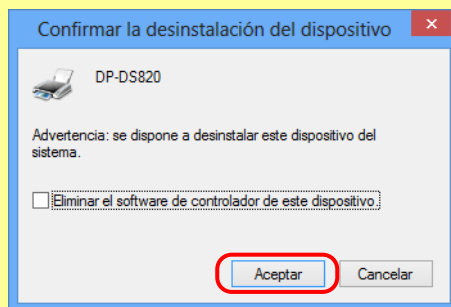 Confirmar la desinstalación del dispositivo
DP-DS820
Advertencia: se dispone a desinstalar este dispositivo del
sistema.
Eliminar el software de controlador de este dispositivo.
Aceptar
Cancelar